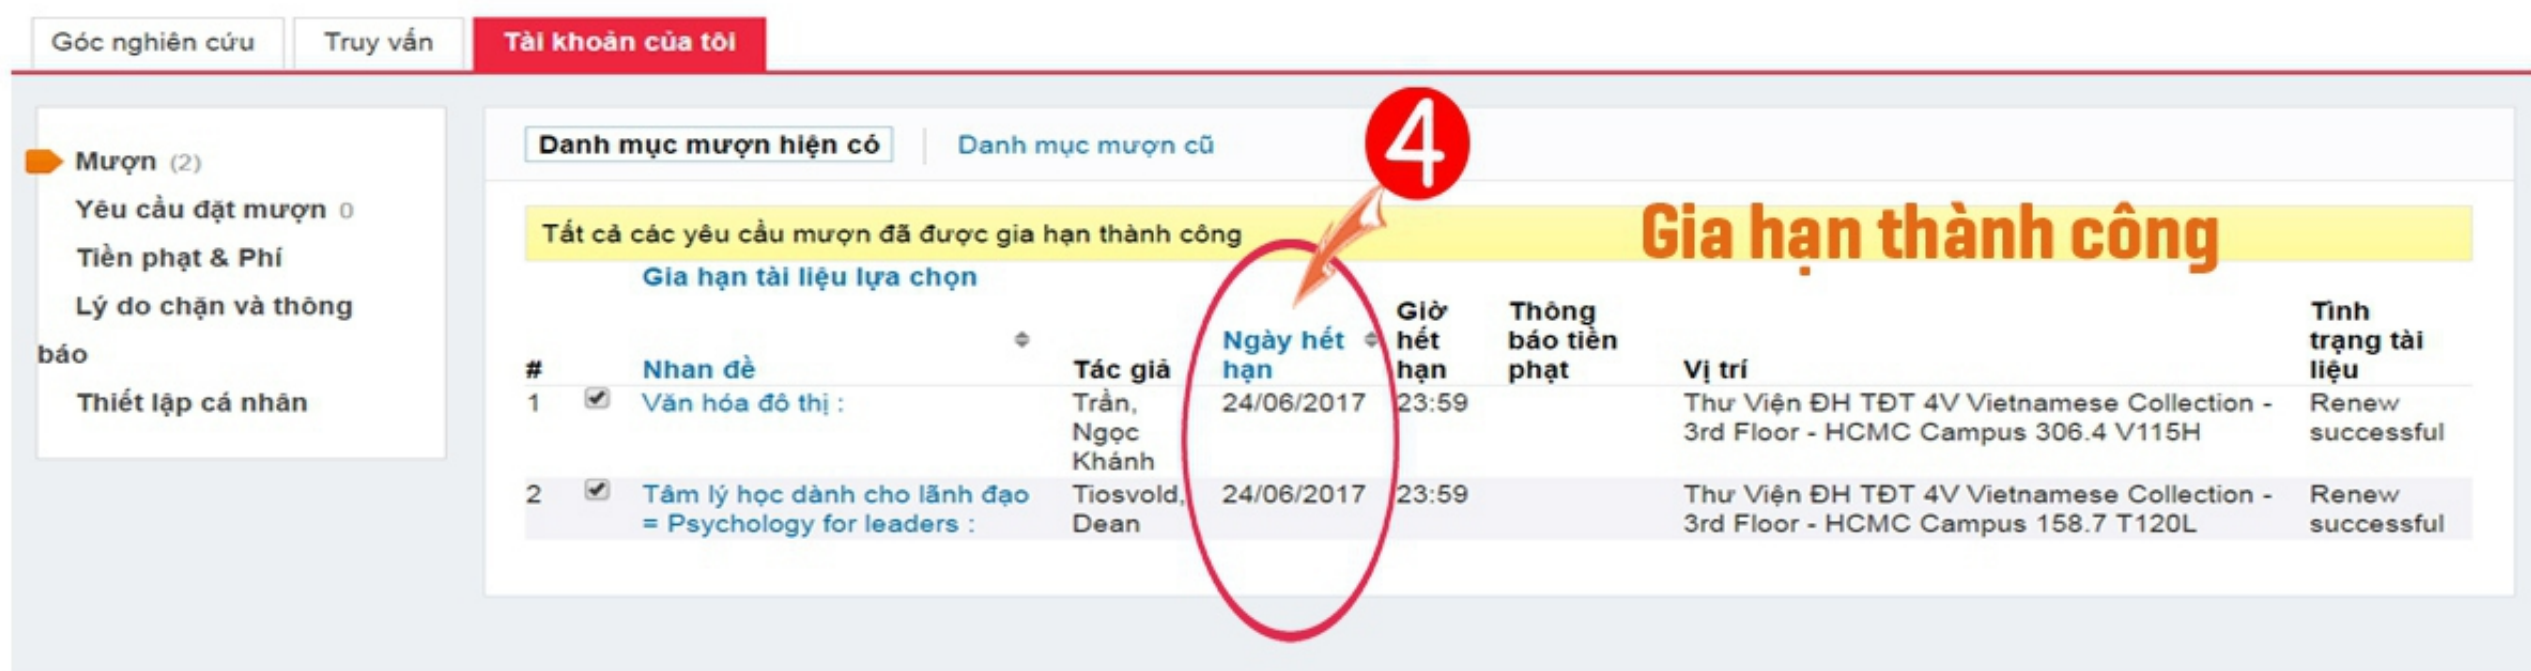 Góc nghiên cứu
Truy vấn
Tài khoản của tôi
Mượn (2)
Yêu cầu đặt mượn 0
Tiền phạt & Phí
Lý do chặn và thông
báo
Thiết lập cá nhân
Danh mục mượn hiện có
Danh mục mượn cũ
4
Tất cả các yêu cầu mượn đã được gia hạn thành công
Gia hạn thành công
Gia hạn tài liệu lựa chọn
#
Nhan đề
Tác giả
Ngày hết
hạn
Giờ
hết
hạn
Thông
báo tiền
phạt
Vị trí
Tình
trạng tài
liệu
1
Văn hóa đô thị :
Trần,
Ngọc
Khánh
24/06/2017
23:59
Thư Viện ĐH TĐT 4V Vietnamese Collection -
3rd Floor - HCMC Campus 306.4 V115H
Renew
successful
2
Tâm lý học dành cho lãnh đạo
= Psychology for leaders :
Tiosvold,
Dean
24/06/2017
23:59
Thư Viện ĐH TĐT 4V Vietnamese Collection -
3rd Floor - HCMC Campus 158.7 T120L
Renew
successful